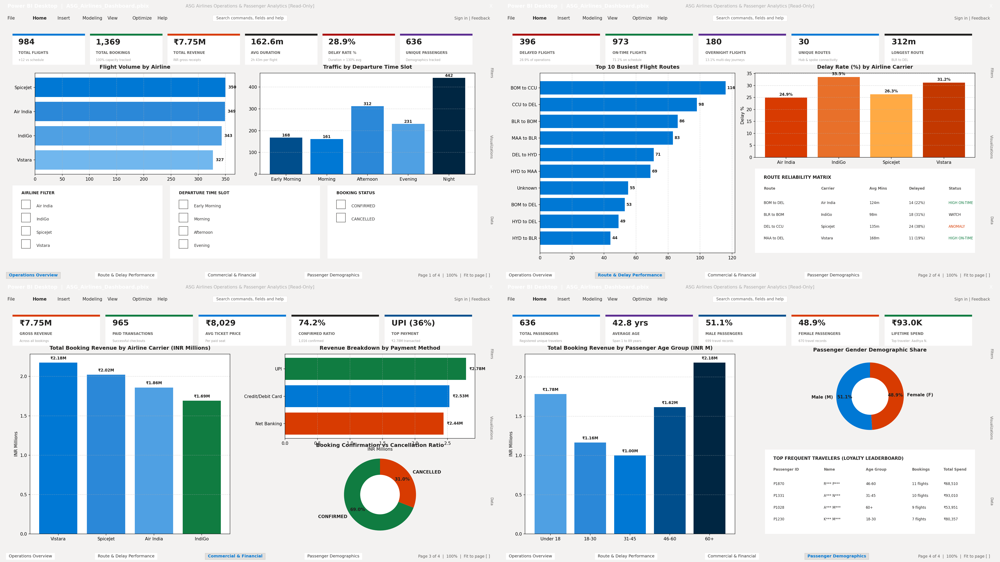 Power BI Desktop | ASG_Airlines_Dashboard.pbix ASG Airlines Operations & Passenger Analytics [Read-Only] X
File Home Insert Modeling View Optimize Help Search commands, fields and help Sign in | Feedback
984 1,369 ₹7.75M 162.6m 28.9% 636
TOTAL FLIGHTS TOTAL BOOKINGS TOTAL REVENUE AVG DURATION DELAY RATE % UNIQUE PASSENGERS
+12 vs schedule 100% capacity tracked INR gross receipts 2h 43m per flight Duration > 130% avg Demographics tracked
Flight Volume by Airline
SpiceJet 350
Air India 349
IndiGo 343
Vistara 327
0 50 100 150 200 250 300 350
Traffic by Departure Time Slot
400
300
200
100
0
168 161 312 231 442
Early Morning Morning Afternoon Evening Night
Filters
Visualizations
Data
AIRLINE FILTER
Air India
IndiGo
SpiceJet
Vistara
DEPARTURE TIME SLOT
Early Morning
Morning
Afternoon
Evening
BOOKING STATUS
CONFIRMED
CANCELLED
Operations Overview Route & Delay Performance Commercial & Financial Passenger Demographics Page 1 of 4 | 100% | Fit to page [ ]
Power BI Desktop | ASG_Airlines_Dashboard.pbix ASG Airlines Operations & Passenger Analytics [Read-Only] X
File Home Insert Modeling View Optimize Help Search commands, fields and help Sign in | Feedback
396 973 180 30 312m
DELAYED FLIGHTS ON-TIME FLIGHTS OVERNIGHT FLIGHTS UNIQUE ROUTES LONGEST ROUTE
28.9% of operations 71.1% on schedule 13.1% multi-day journeys Hub & spoke connectivity BLR to DEL
Top 10 Busiest Flight Routes
BOM to CCU 116
CCU to DEL 98
BLR to BOM 86
MAA to BLR 83
DEL to HYD 71
HYD to MAA 69
Unknown 55
BOM to DEL 53
HYD to DEL 49
HYD to BLR 44
0 20 40 60 80 100 120
Delay Rate (%) by Airline Carrier
Delay %
35
30
25
20
15
10
5
0
24.9% 33.5% 26.3% 31.2%
Air India IndiGo SpiceJet Vistara
ROUTE RELIABILITY MATRIX
Route Carrier Avg Mins Delayed Status
BOM to DEL Air India 124m 14 (22%) HIGH ON-TIME
BLR to BOM IndiGo 98m 18 (31%) WATCH
DEL to CCU SpiceJet 135m 24 (38%) ANOMALY
MAA to DEL Vistara 168m 11 (19%) HIGH ON-TIME
Filters
Visualizations
Data
Operations Overview Route & Delay Performance Commercial & Financial Passenger Demographics Page 2 of 4 | 100% | Fit to page [ ]
Power BI Desktop | ASG_Airlines_Dashboard.pbix ASG Airlines Operations & Passenger Analytics [Read-Only] X
File Home Insert Modeling View Optimize Help Search commands, fields and help Sign in | Feedback
₹7.75M 965 ₹8,029 74.2% UPI (36%)
GROSS REVENUE PAID TRANSACTIONS AVG TICKET PRICE CONFIRMED RATIO TOP PAYMENT
Across all bookings Successful checkouts Per paid seat 1,016 confirmed ₹2.78M transacted
Total Booking Revenue by Airline Carrier (INR Millions)
INR Millions
2.0
1.5
1.0
0.5
0.0
₹2.18M ₹2.02M ₹1.86M ₹1.69M
Vistara SpiceJet Air India IndiGo
Revenue Breakdown by Payment Method
UPI ₹2.78M
Credit/Debit Card ₹2.53M
Net Banking ₹2.44M
0.0 0.5 1.0 1.5 2.0 2.5
INR Millions
Booking Confirmation vs Cancellation Ratio
CANCELLED
31.0%
69.0%
CONFIRMED
Filters
Visualizations
Data
Operations Overview Route & Delay Performance Commercial & Financial Passenger Demographics Page 3 of 4 | 100% | Fit to page [ ]
Power BI Desktop | ASG_Airlines_Dashboard.pbix ASG Airlines Operations & Passenger Analytics [Read-Only] X
File Home Insert Modeling View Optimize Help Search commands, fields and help Sign in | Feedback
636 42.8 yrs 51.1% 48.9% ₹93.0K
TOTAL PASSENGERS AVERAGE AGE MALE PASSENGERS FEMALE PASSENGERS LIFETIME SPEND
Registered unique travelers Span 1 to 89 years 699 travel records 670 travel records Top traveler: Aadhya N.
Total Booking Revenue by Passenger Age Group (INR M)
INR Millions
2.0
1.5
1.0
0.5
0.0
₹1.78M ₹1.16M ₹1.00M ₹1.62M ₹2.18M
Under 18 18-30 31-45 46-60 60+
Passenger Gender Demographic Share
Male (M) 51.1% 48.9% Female (F)
TOP FREQUENT TRAVELERS (LOYALTY LEADERBOARD)
Passenger ID Name Age Group Bookings Total Spend
P1870 R*** P*** 46-60 11 flights ₹68,510
P1331 A*** N*** 31-45 10 flights ₹93,010
P1028 A*** M*** 60+ 9 flights ₹53,951
P1230 K*** M*** 18-30 7 flights ₹80,357
Filters
Visualizations
Data
Operations Overview Route & Delay Performance Commercial & Financial Passenger Demographics Page 4 of 4 | 100% | Fit to page [ ]